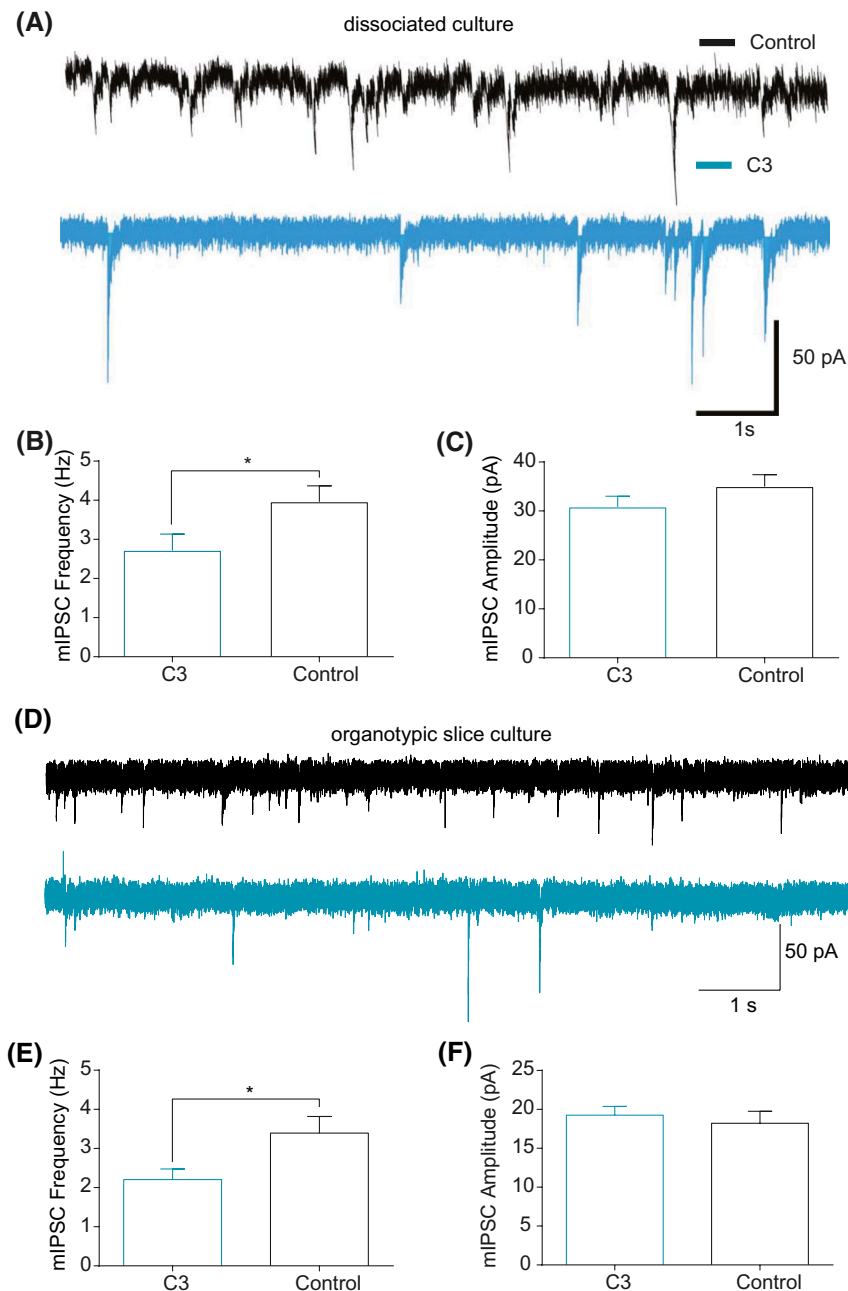 (A)
dissociated culture
Control
C3
50 pA
1s
(B)
mIPSC Frequency (Hz)
5
4
3
2
1
0
*
C3
Control
(C)
mIPSC Amplitude (pA)
40
30
20
10
0
C3
Control
(D)
organotypic slice culture
50 pA
1 s
(E)
mIPSC Frequency (Hz)
5
4
3
2
1
0
*
C3
Control
(F)
mIPSC Amplitude (pA)
25
20
15
10
5
0
C3
Control